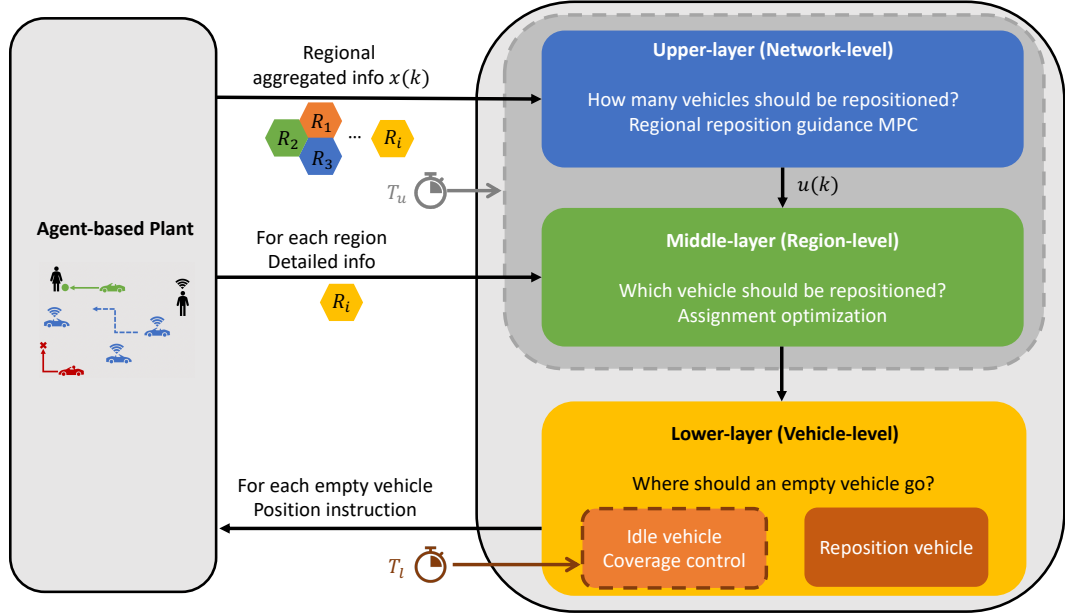 Agent-based Plant
Regional
aggregated info x(k)
R₁
R₂
R₃
...
Rᵢ
Tᵤ
For each region
Detailed info
Rᵢ
For each empty vehicle
Position instruction
Tₗ
Upper-layer (Network-level)
How many vehicles should be repositioned?
Regional reposition guidance MPC
u(k)
Middle-layer (Region-level)
Which vehicle should be repositioned?
Assignment optimization
Lower-layer (Vehicle-level)
Where should an empty vehicle go?
Idle vehicle
Coverage control
Reposition vehicle